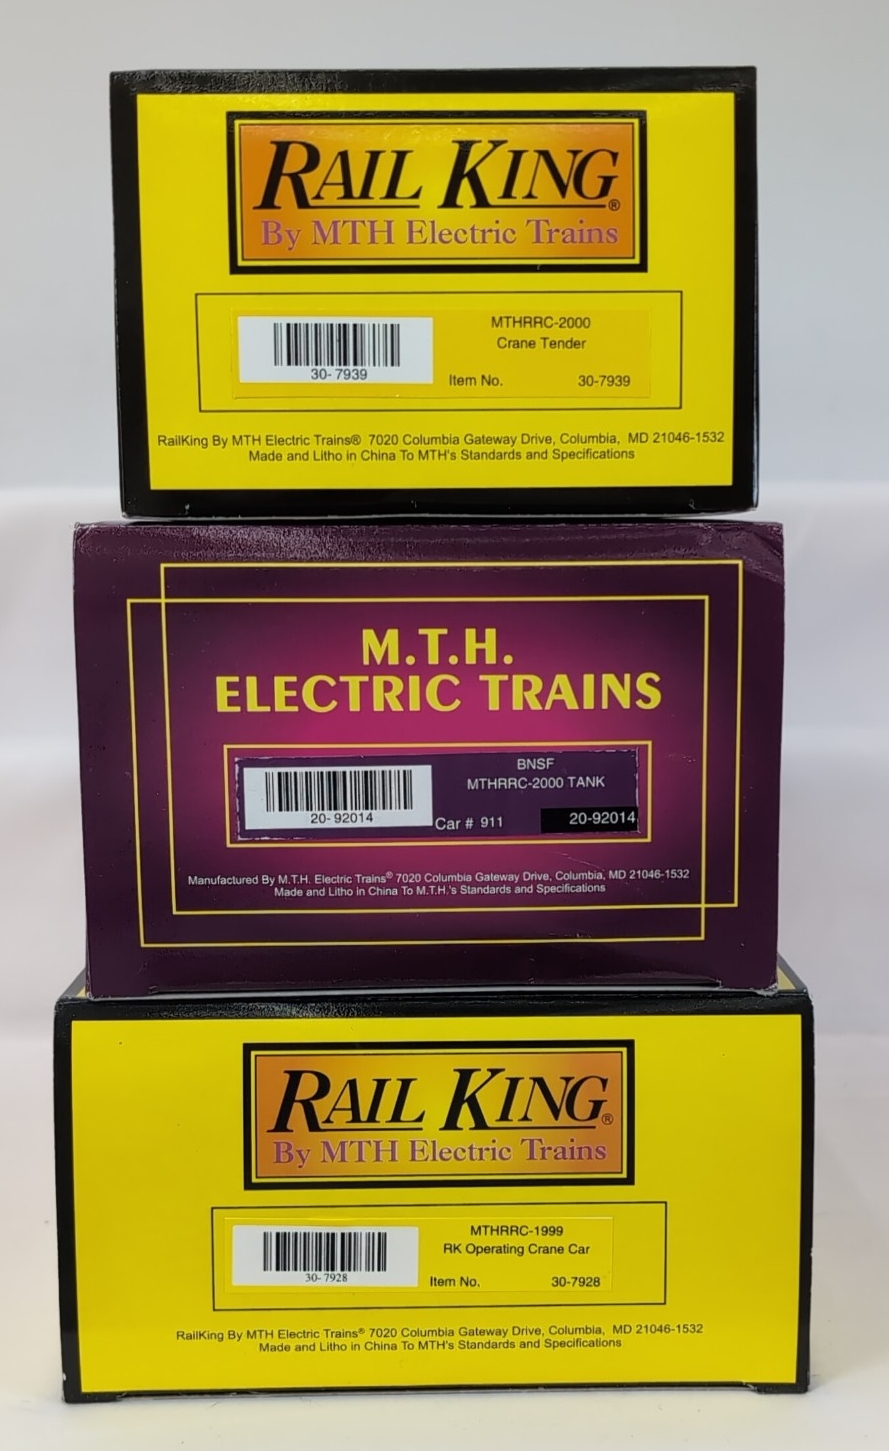 RAIL KING®
By MTH Electric Trains
MTHRRC-2000
Crane Tender
30-7939
Item No. 30-7939
RailKing By MTH Electric Trains® 7020 Columbia Gateway Drive, Columbia, MD 21046-1532
Made and Litho in China To MTH's Standards and Specifications
M.T.H.
ELECTRIC TRAINS
BNSF
MTHRRC-2000 TANK
20-92014
Car # 911 20-92014
Manufactured By M.T.H. Electric Trains® 7020 Columbia Gateway Drive, Columbia, MD 21046-1532
Made and Litho in China To M.T.H.'s Standards and Specifications
RAIL KING®
By MTH Electric Trains
MTHRRC-1999
RK Operating Crane Car
30-7928
Item No. 30-7928
RailKing By MTH Electric Trains® 7020 Columbia Gateway Drive, Columbia, MD 21046-1532
Made and Litho in China To MTH's Standards and Specifications